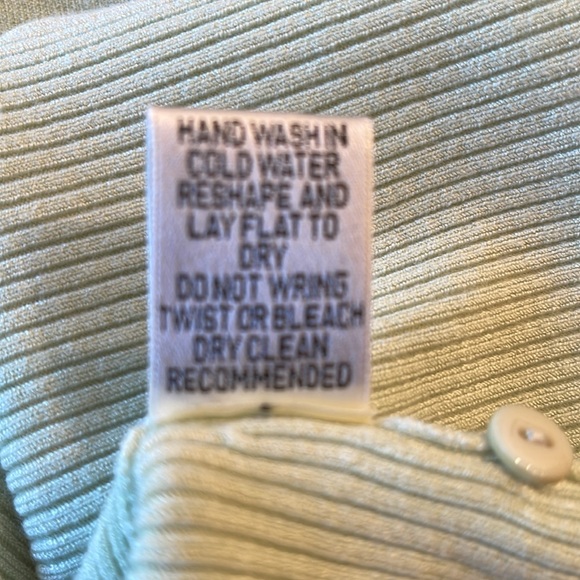 HAND WASH IN
COLD WATER
RESHAPE AND
LAY FLAT TO
DRY
DO NOT WRING
TWIST OR BLEACH
DRY CLEAN
RECOMMENDED